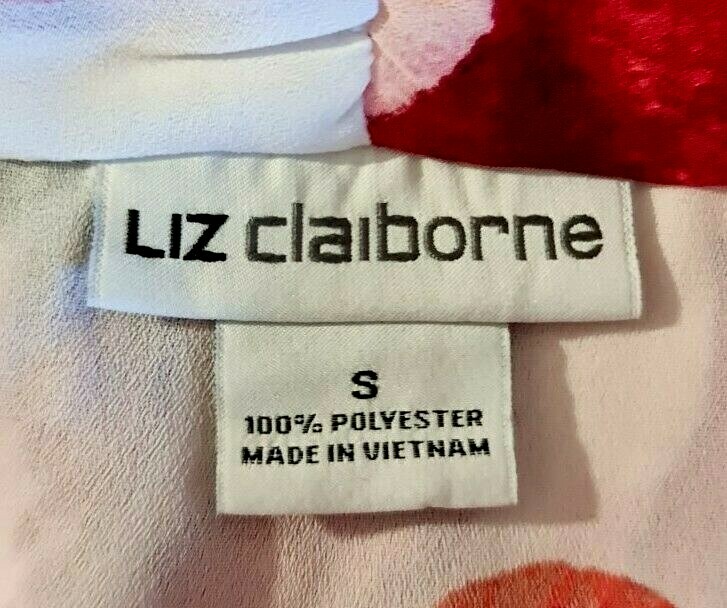 LIZ claiborne
S
100% POLYESTER
MADE IN VIETNAM